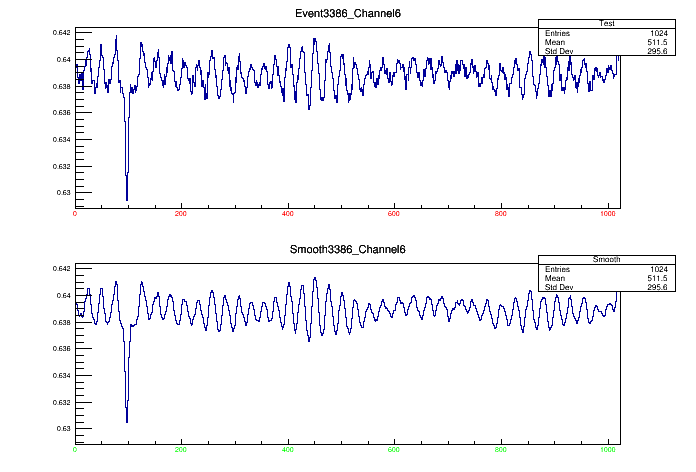 Event3386_Channel6
Test
Entries 1024
Mean 511.5
Std Dev 295.6
0.642
0.64
0.638
0.636
0.634
0.632
0.63
0 200 400 600 800 1000
Smooth3386_Channel6
Smooth
Entries 1024
Mean 511.5
Std Dev 295.6
0.642
0.64
0.638
0.636
0.634
0.632
0.63
0 200 400 600 800 1000